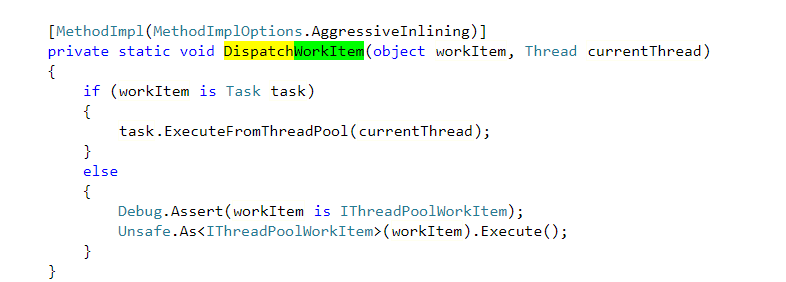 [MethodImpl(MethodImplOptions.AggressiveInlining)]
private static void DispatchWorkItem(object workItem, Thread currentThread)
{
    if (workItem is Task task)
    {
        task.ExecuteFromThreadPool(currentThread);
    }
    else
    {
        Debug.Assert(workItem is IThreadPoolWorkItem);
        Unsafe.As<IThreadPoolWorkItem>(workItem).Execute();
    }
}